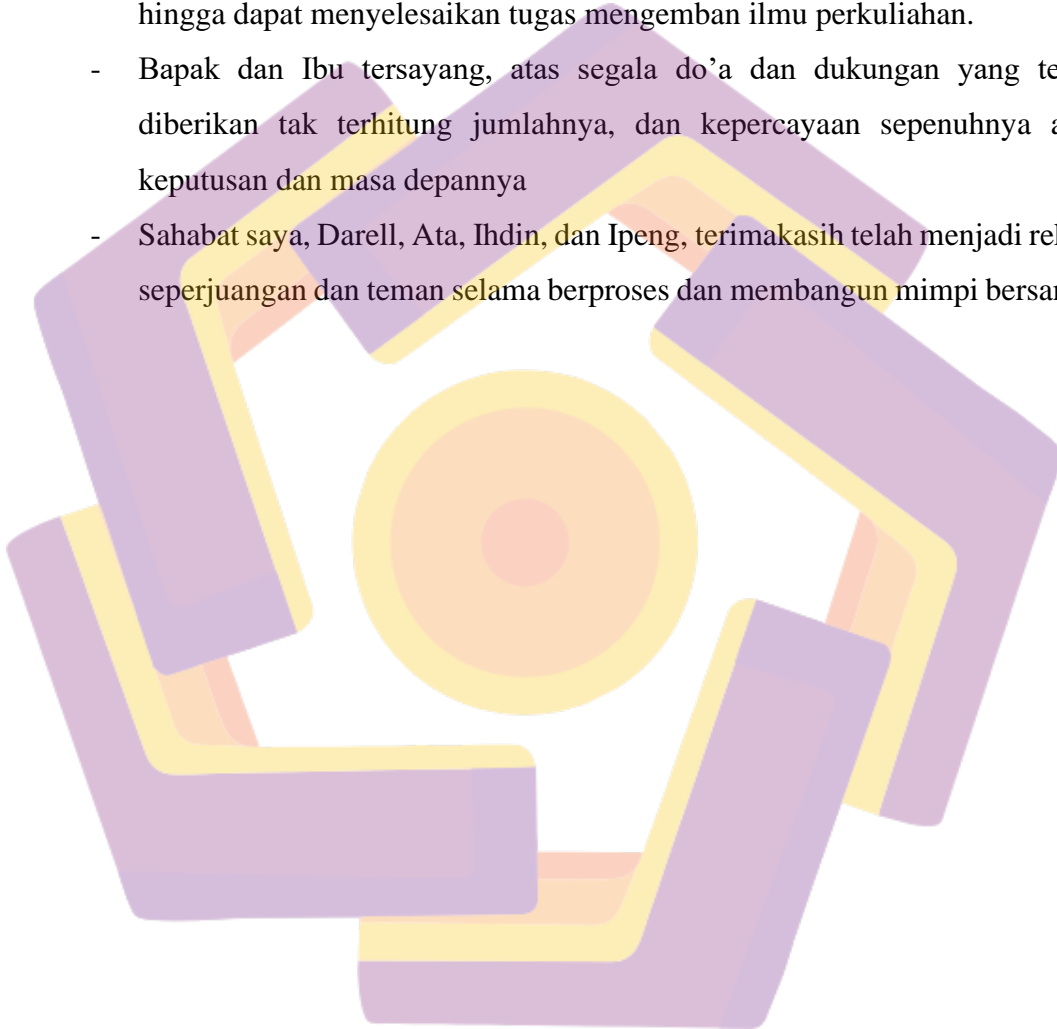 hingga dapat menyelesaikan tugas mengemban ilmu perkuliahan.
- Bapak dan Ibu tersayang, atas segala do’a dan dukungan yang
diberikan tak terhitung jumlahnya, dan kepercayaan sepenuhnya
keputusan dan masa depannya
- Sahabat saya, Darell, Ata, Ihdin, dan Ipeng, terimakasih telah menjadi
seperjuangan dan teman selama berproses dan membangun mimpi